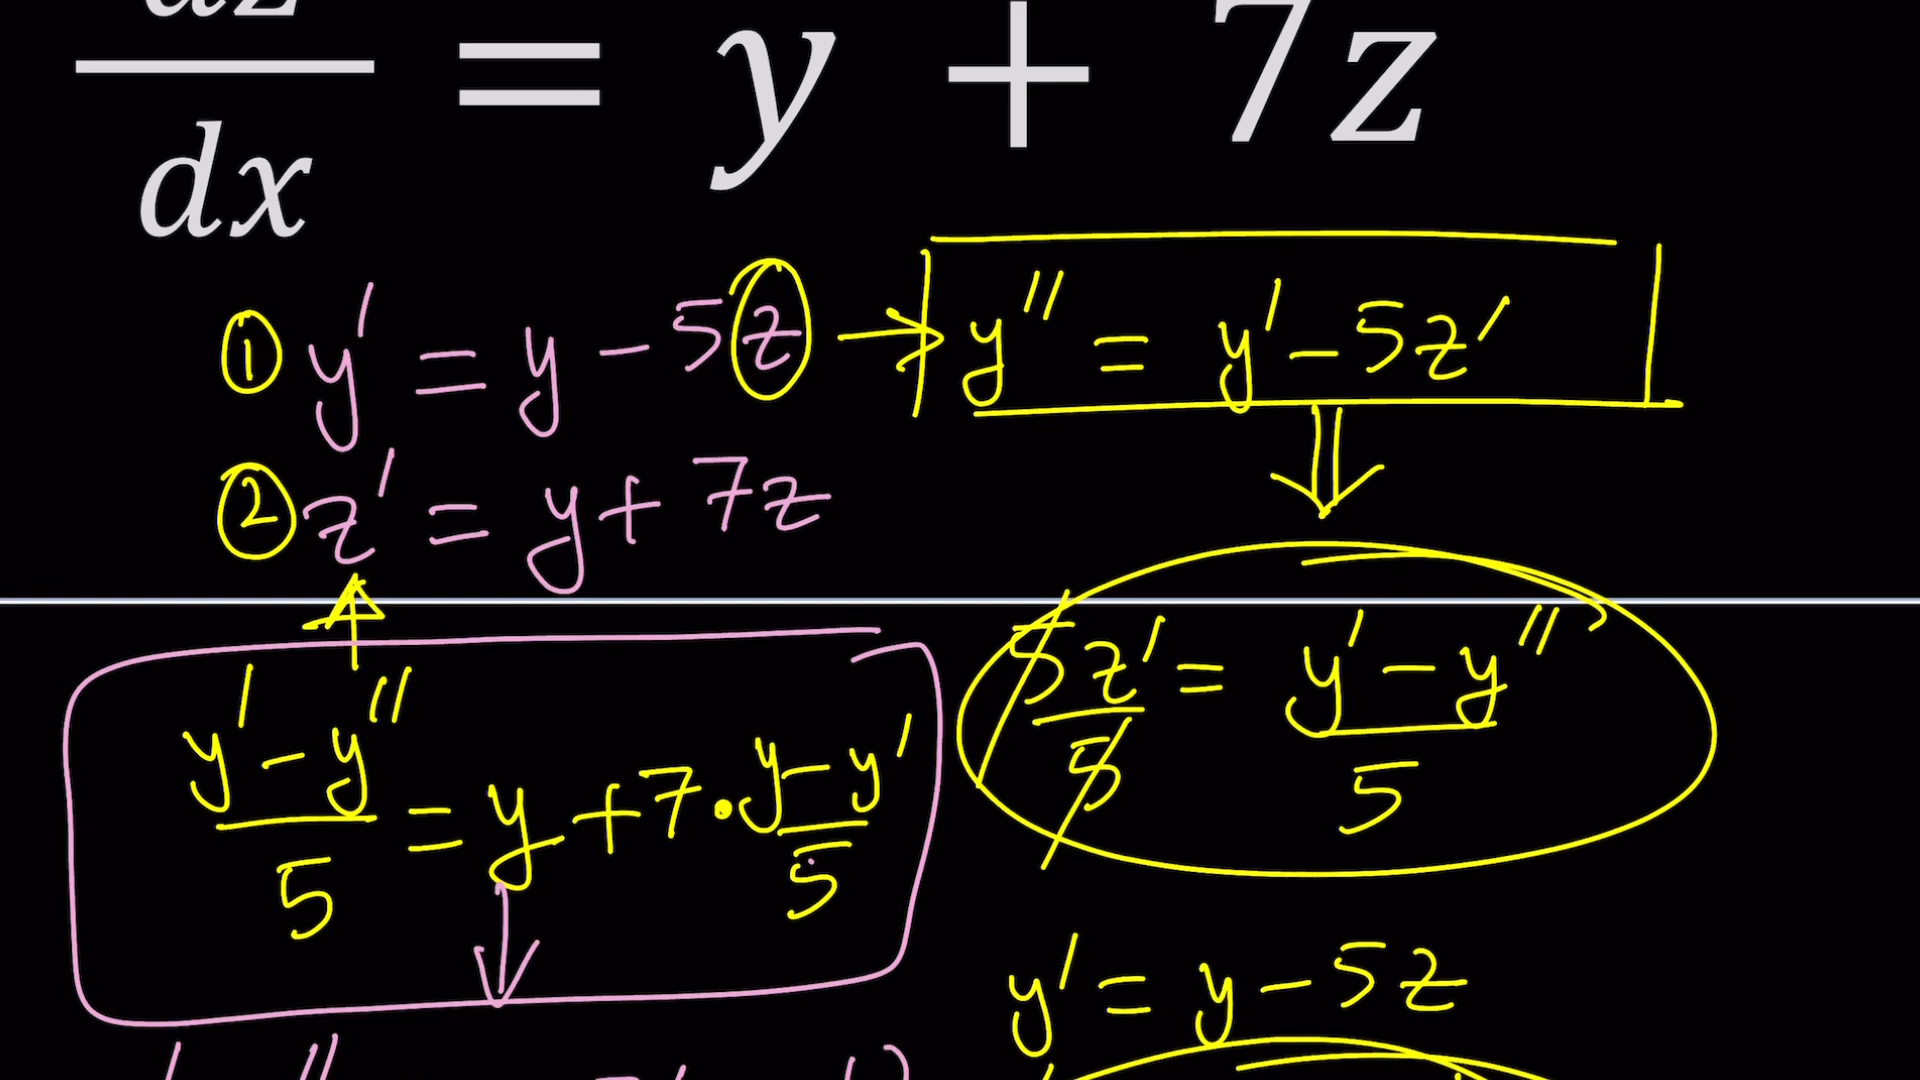 dz/dx = y + 7z
① y' = y - 5z → y'' = y' - 5z'
② z' = y + 7z
5z'/5 = y' - y''/5
y' - y''/5 = y + 7 · y - y'/5
y' = y - 5z